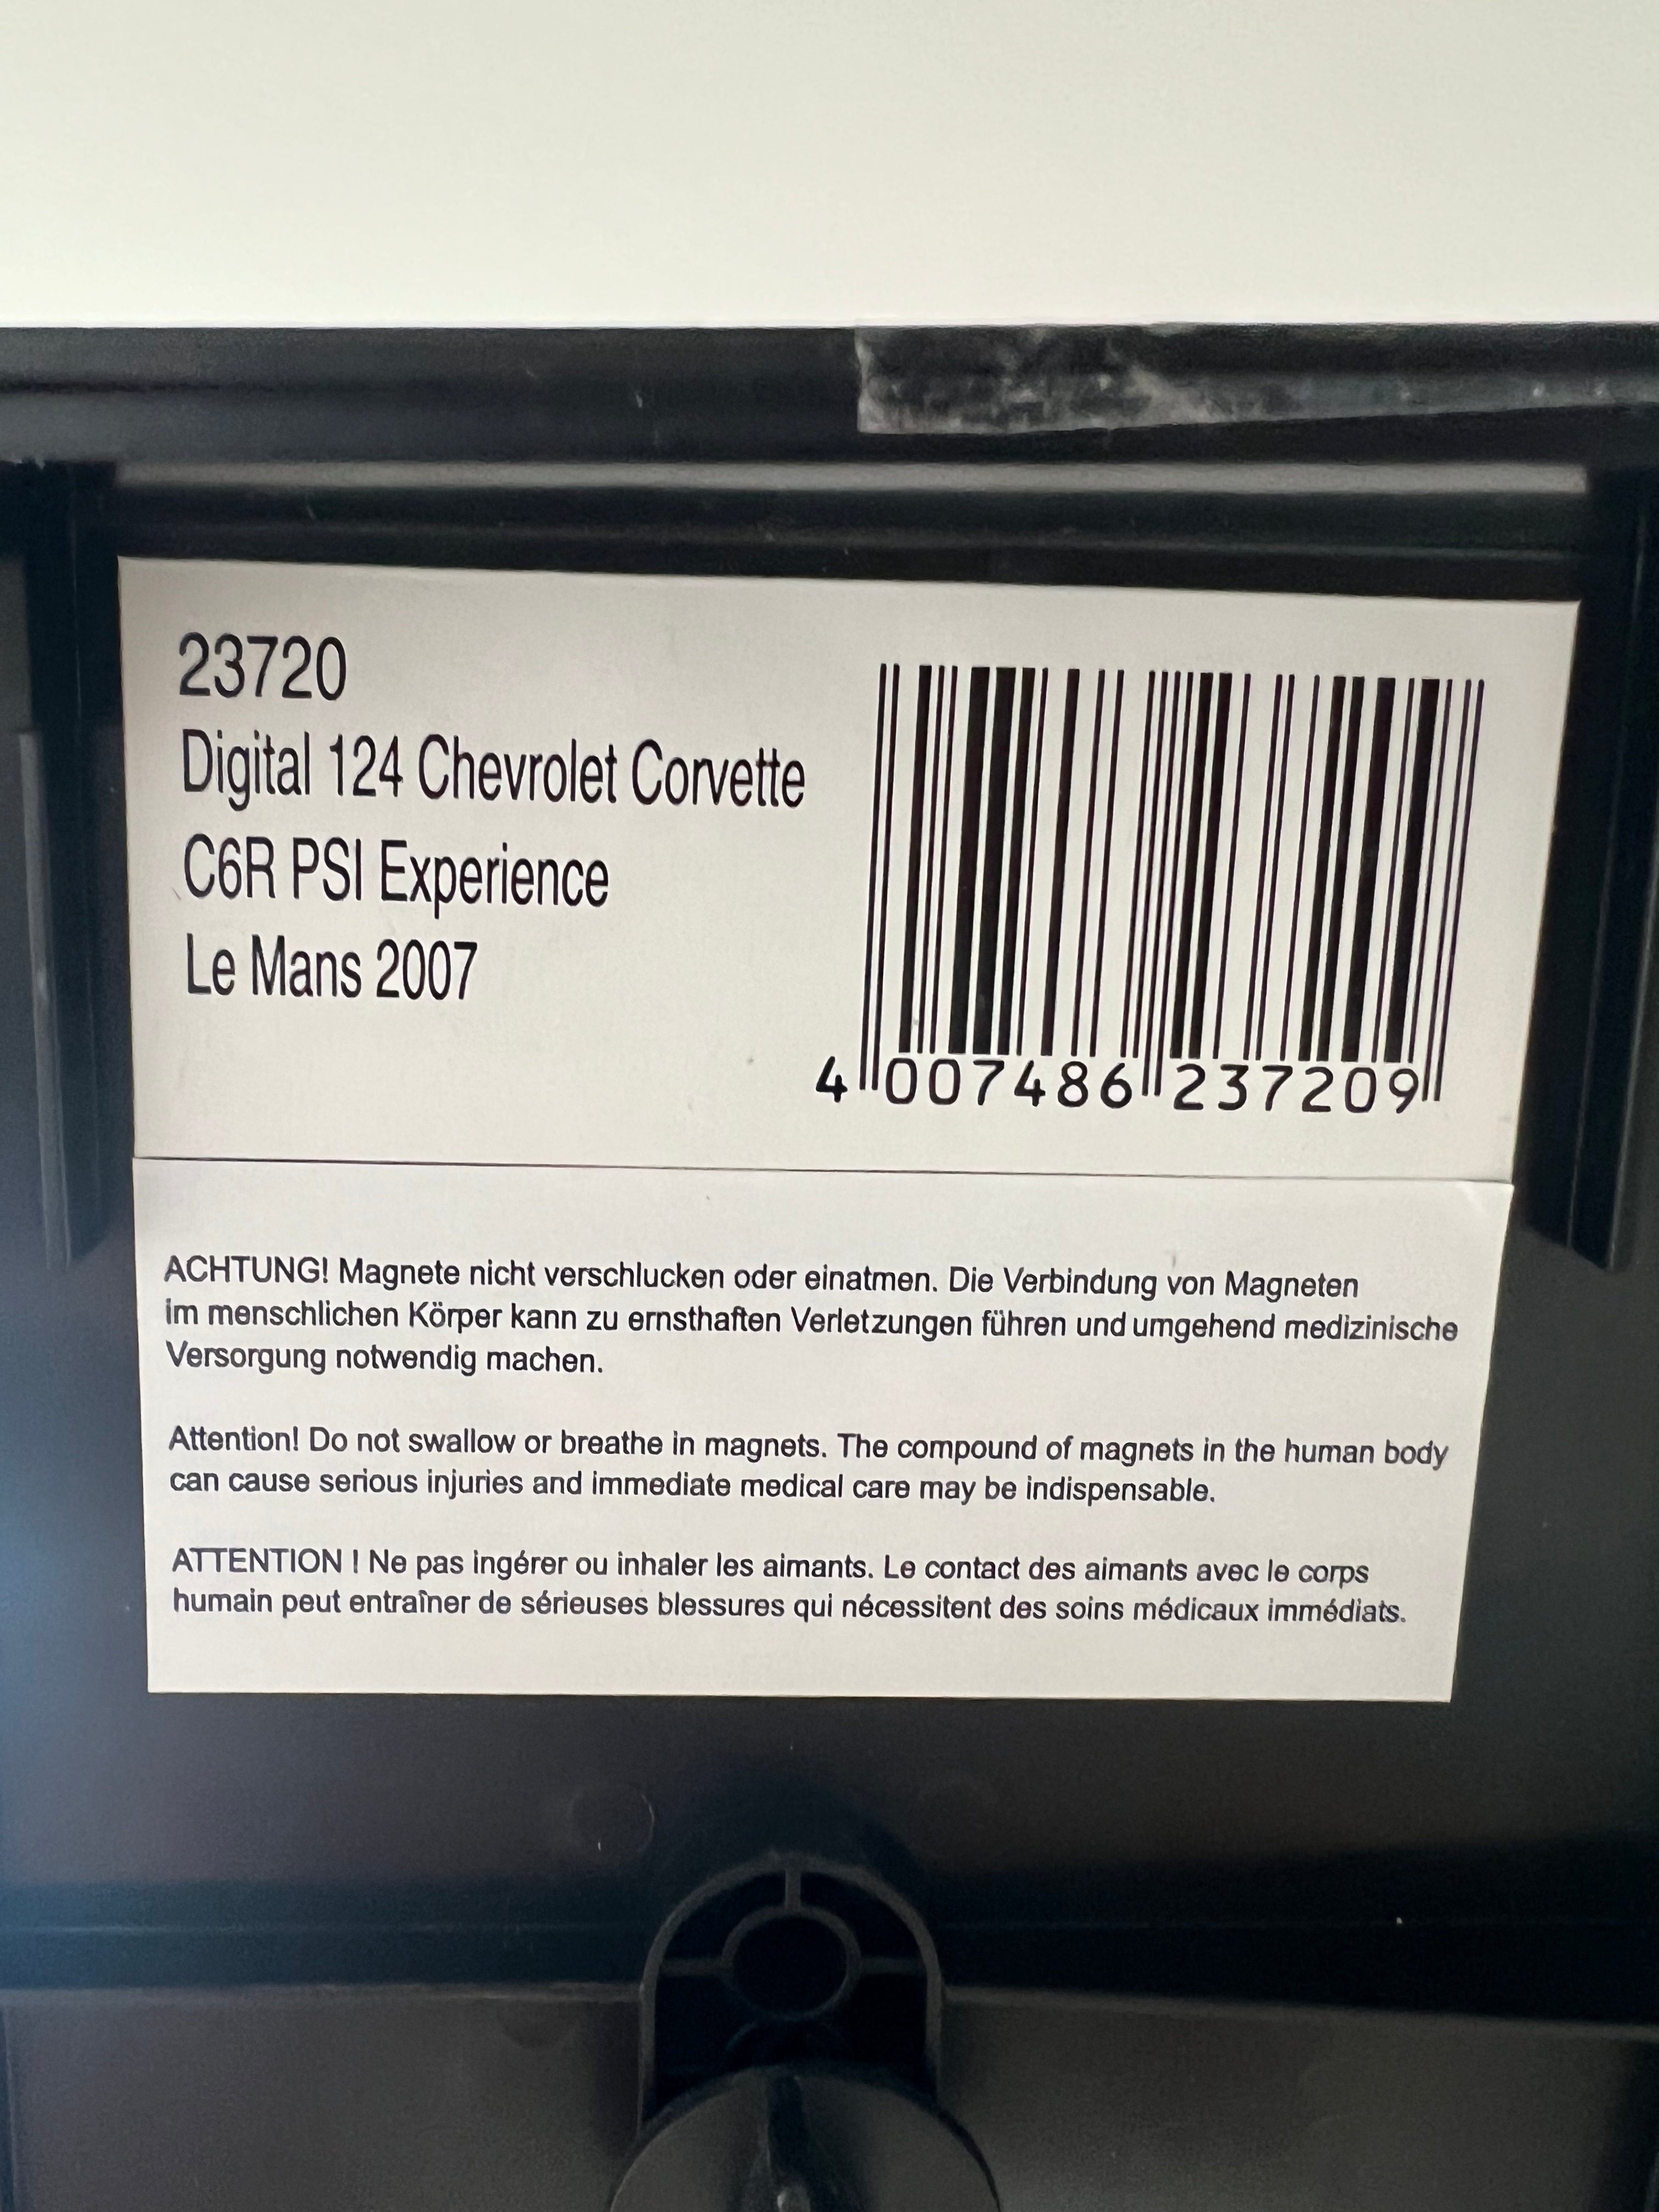 23720
Digital 124 Chevrolet Corvette
C6R PSI Experience
Le Mans 2007
4 007486 237209
ACHTUNG! Magnete nicht verschlucken oder einatmen. Die Verbindung von Magneten
im menschlichen Körper kann zu ernsthaften Verletzungen führen und umgehend medizinische
Versorgung notwendig machen.
Attention! Do not swallow or breathe in magnets. The compound of magnets in the human body
can cause serious injuries and immediate medical care may be indispensable.
ATTENTION ! Ne pas ingérer ou inhaler les aimants. Le contact des aimants avec le corps
humain peut entraîner de sérieuses blessures qui nécessitent des soins médicaux immédiats.